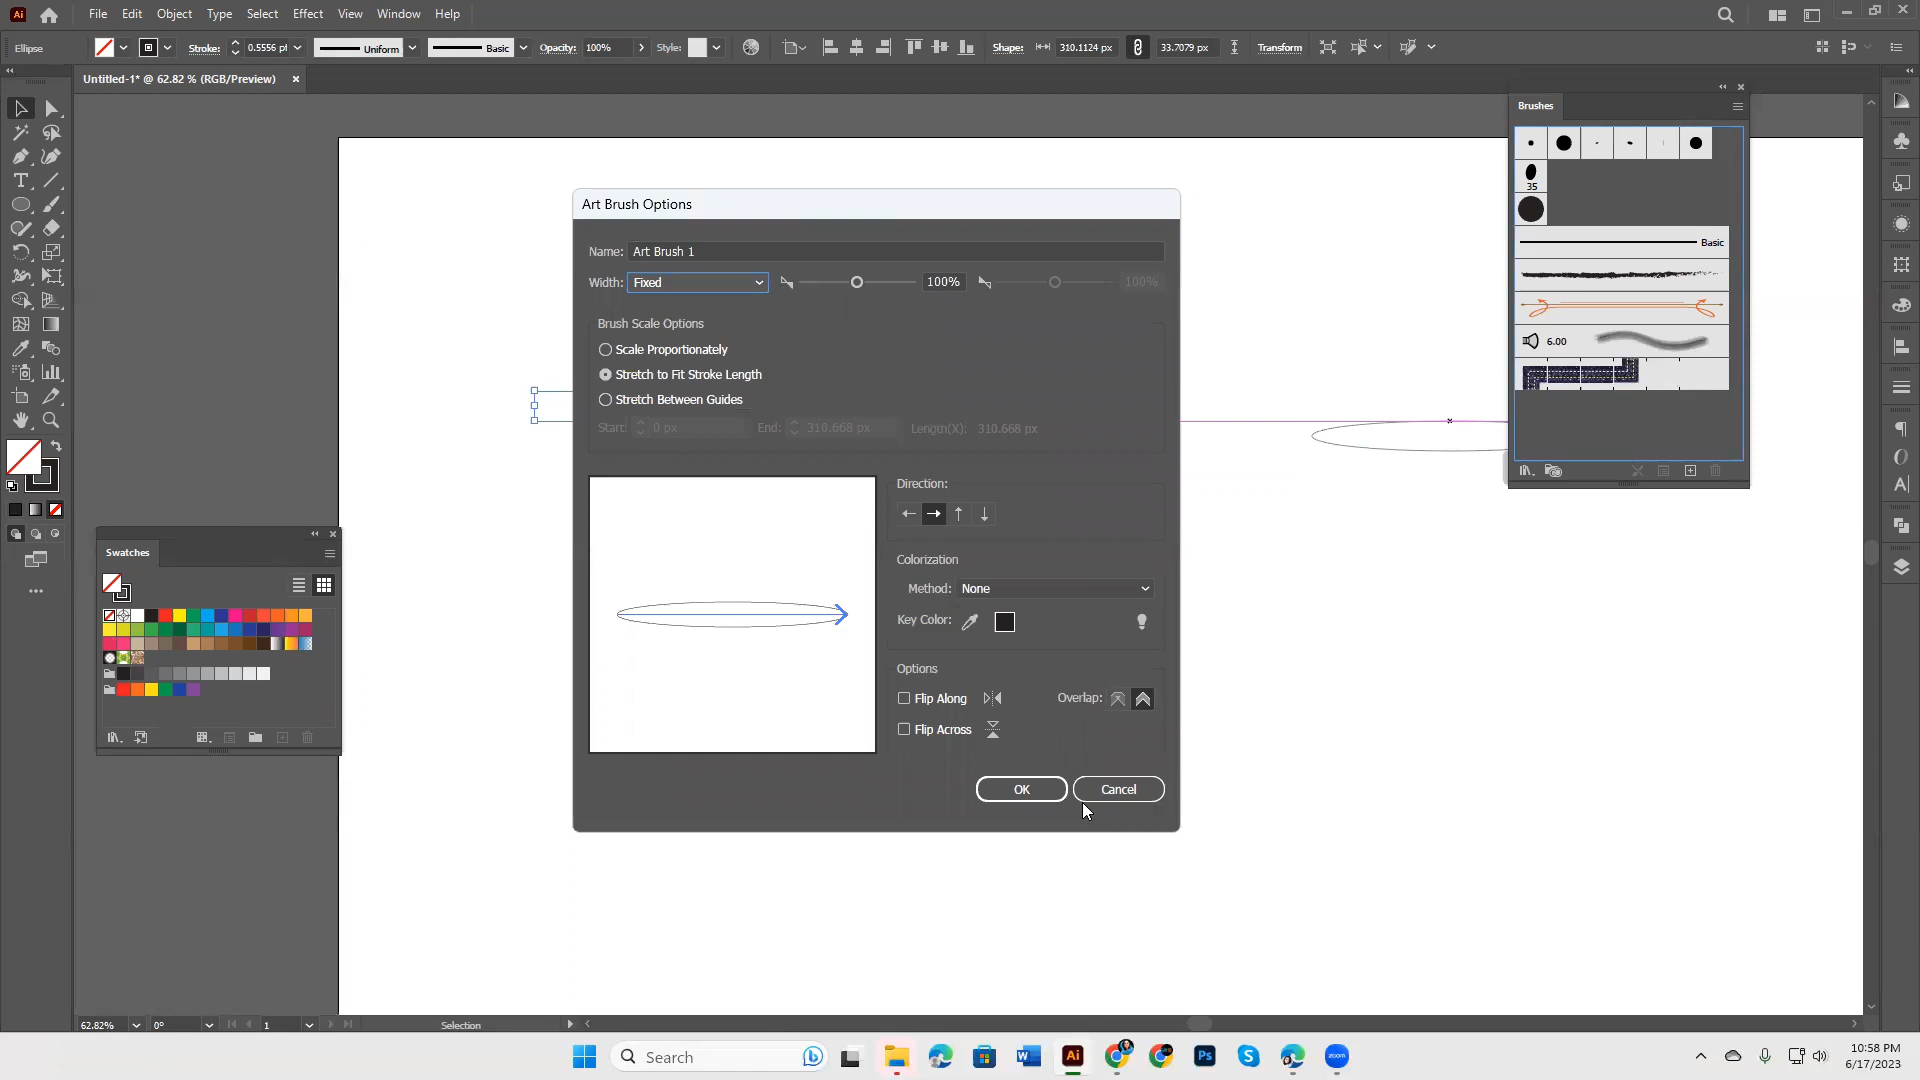 Ai File Edit Object Type Select Effect View Window Help
Ellipse Stroke: 0.5556 pt Uniform Basic Opacity: 100% Style: Shape: 310.1124 px 33.7079 px Transform
Untitled-1* @ 62.82 % (RGB/Preview)
Brushes
35
Basic
6.00
Art Brush Options
Name: Art Brush 1
Width: Fixed 100% 100%
Brush Scale Options
Scale Proportionately
Stretch to Fit Stroke Length
Stretch Between Guides
Start: 0 px End: 310.668 px Length(X): 310.668 px
Direction:
Colorization
Method: None
Key Color:
Options
Flip Along Overlap:
Flip Across
OK Cancel
Swatches
62.82% 0° 1 Selection
Search Ai Ps zoom
10:58 PM
6/17/2023